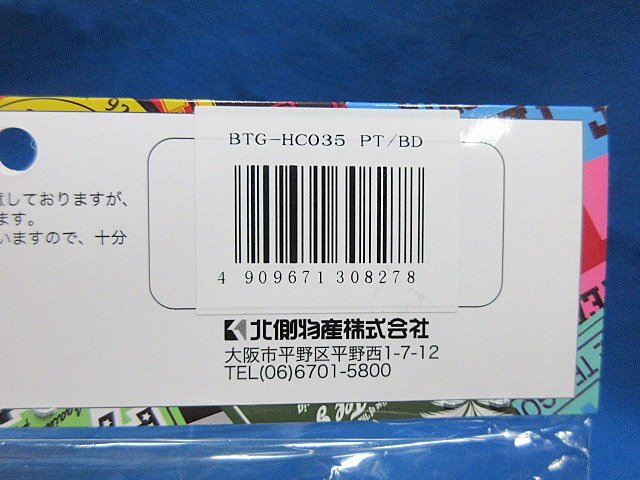 BTG-HC035 PT/BD
意しておりますが、
ます。
いますので、十分
4 909671 308278
北側物産株式会社
大阪市平野区平野西1-7-12
TEL(06)6701-5800